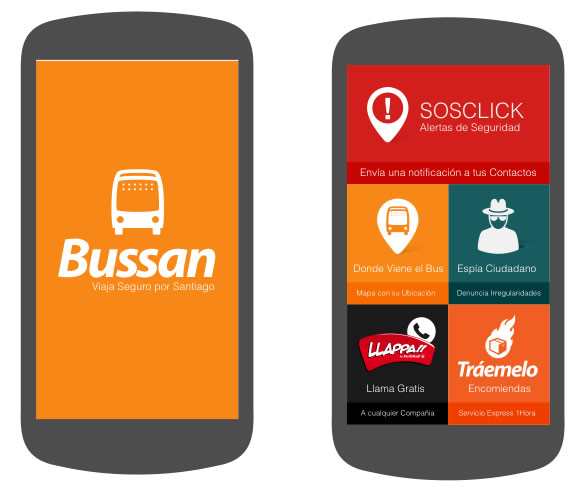 Bussan
Viaja Seguro por Santiago
SOSCLICK
Alertas de Seguridad
Envía una notificación a tus Contactos
Donde Viene el Bus
Mapa con su Ubicación
Espía Ciudadano
Denuncia Irregularidades
LLAPPA!!
Llama Gratis
A cualquier Compañia
Tráemelo
Encomiendas
Servicio Express 1Hora